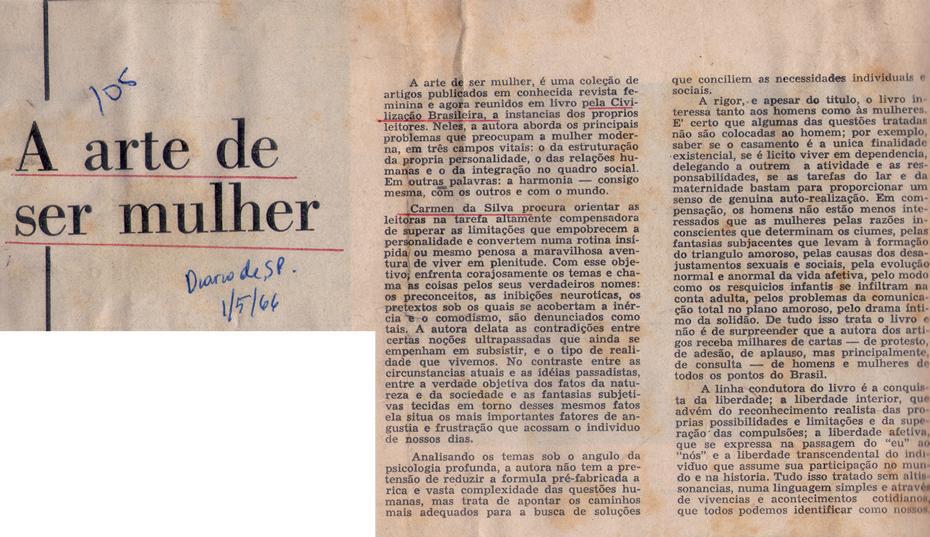 105
A arte de
ser mulher
Diario de SP.
1/5/66
A arte de ser mulher, é uma coleção de
artigos publicados em conhecida revista fe-
minina e agora reunidos em livro pela Civi-
lização Brasileira, a instancias dos proprios
leitores. Neles, a autora aborda os principais
problemas que preocupam a mulher moder-
na, em três campos vitais: o da estruturação
da propria personalidade, o das relações hu-
manas e o da integração no quadro social.
Em outras palavras: a harmonia — consigo
mesma, com os outros e com o mundo.
Carmen da Silva procura orientar as
leitoras na tarefa altamente compensadora
de superar as limitações que empobrecem a
personalidade e convertem numa rotina insí-
pida ou mesmo penosa a maravilhosa aven-
tura de viver em plenitude. Com esse obje-
tivo, enfrenta corajosamente os temas e cha-
ma as coisas pelos seus verdadeiros nomes:
os preconceitos, as inibições neuroticas, os
pretextos sob os quais se acobertam a inér-
cia e o comodismo, são denunciados como
tais. A autora delata as contradições entre
certas noções ultrapassadas que ainda se
empenham em subsistir, e o tipo de reali-
dade que vivemos. No contraste entre as
circunstancias atuais e as idéias passadistas,
entre a verdade objetiva dos fatos da natu-
reza e da sociedade e as fantasias subjeti-
vas tecidas em torno desses mesmos fatos
ela situa os mais importantes fatores de an-
gustia e frustração que acossam o individuo
de nossos dias.
Analisando os temas sob o angulo da
psicologia profunda, a autora não tem a pre-
tensão de reduzir a formula pré-fabricada a
rica e vasta complexidade das questões hu-
manas, mas trata de apontar os caminhos
mais adequados para a busca de soluções
que conciliem as necessidades individuais e
sociais.
A rigor, e apesar do titulo, o livro in-
teressa tanto aos homens como às mulheres.
E' certo que algumas das questões tratadas
não são colocadas ao homem; por exemplo,
saber se o casamento é a unica finalidade
existencial, se é licito viver em dependencia,
delegando a outrem a atividade e as res-
ponsabilidades, se as tarefas do lar e da
maternidade bastam para proporcionar um
senso de genuina auto-realização. Em com-
pensação, os homens não estão menos inte-
ressados que as mulheres pelas razões in-
conscientes que determinam os ciumes, pelas
fantasias subjacentes que levam à formação
do triangulo amoroso, pelas causas dos desa-
justamentos sexuais e sociais, pela evolução
normal e anormal da vida afetiva, pelo modo
como os resquicios infantis se infiltram na
conta adulta, pelos problemas da comunica-
ção total no plano amoroso, pelo drama ínti-
mo da solidão. De tudo isso trata o livro e
não é de surpreender que a autora dos arti-
gos receba milhares de cartas — de protesto,
de adesão, de aplauso, mas principalmente,
de consulta — de homens e mulheres de
todos os pontos do Brasil.
A linha condutora do livro é a conquis-
ta da liberdade; a liberdade interior, que
advém do reconhecimento realista das pro-
prias possibilidades e limitações e da supe-
ração das compulsões; a liberdade afetiva,
que se expressa na passagem do "eu" ao
"nós" e a liberdade transcendental do indi-
viduo que assume sua participação no mun-
do e na historia. Tudo isso tratado sem altis-
sonancias, numa linguagem simples e através
de vivencias e acontecimentos cotidianos,
que todos podemos identificar como nossos.